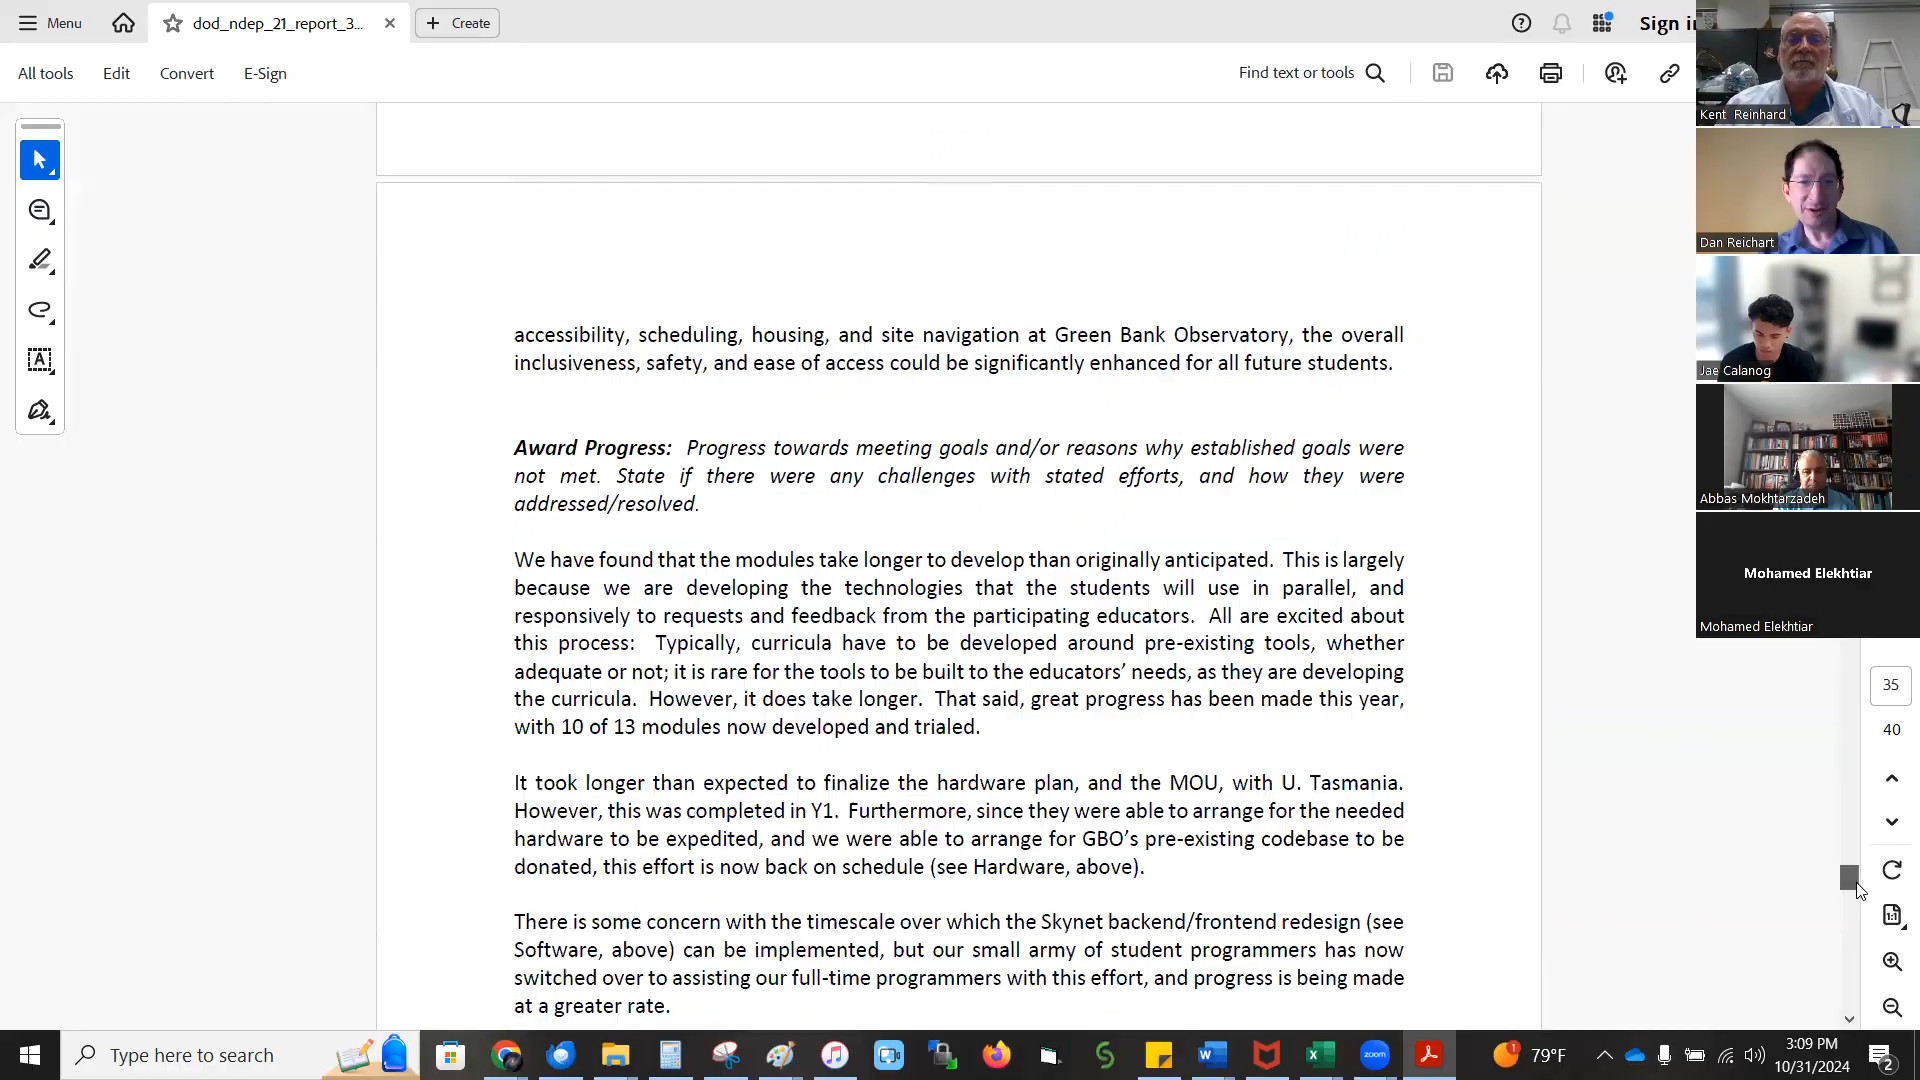 Menu
dod_ndep_21_report_3...
Create
Sign i
All tools
Edit
Convert
E-Sign
Find text or tools
accessibility, scheduling, housing, and site navigation at Green Bank Observatory, the overall
inclusiveness, safety, and ease of access could be significantly enhanced for all future students.
Award Progress: Progress towards meeting goals and/or reasons why established goals were
not met. State if there were any challenges with stated efforts, and how they were
addressed/resolved.
We have found that the modules take longer to develop than originally anticipated. This is largely
because we are developing the technologies that the students will use in parallel, and
responsively to requests and feedback from the participating educators. All are excited about
this process: Typically, curricula have to be developed around pre-existing tools, whether
adequate or not; it is rare for the tools to be built to the educators’ needs, as they are developing
the curricula. However, it does take longer. That said, great progress has been made this year,
with 10 of 13 modules now developed and trialed.
It took longer than expected to finalize the hardware plan, and the MOU, with U. Tasmania.
However, this was completed in Y1. Furthermore, since they were able to arrange for the needed
hardware to be expedited, and we were able to arrange for GBO’s pre-existing codebase to be
donated, this effort is now back on schedule (see Hardware, above).
There is some concern with the timescale over which the Skynet backend/frontend redesign (see
Software, above) can be implemented, but our small army of student programmers has now
switched over to assisting our full-time programmers with this effort, and progress is being made
at a greater rate.
Kent Reinhard
Dan Reichart
Jae Calanog
Abbas Mokhtarzadeh
Mohamed Elekhtiar
Mohamed Elekhtiar
35
40
1:1
Type here to search
zoom
1
79°F
3:09 PM
10/31/2024
2